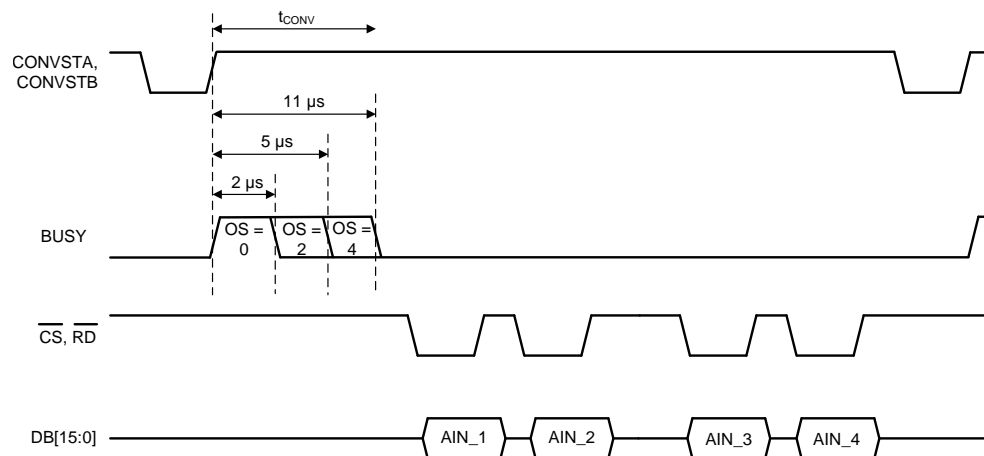 tCONV
CONVSTA,
CONVSTB
11 µs
5 µs
2 µs
BUSY
OS =
0
OS =
2
OS =
4
CS, RD
DB[15:0]
AIN_1
AIN_2
AIN_3
AIN_4